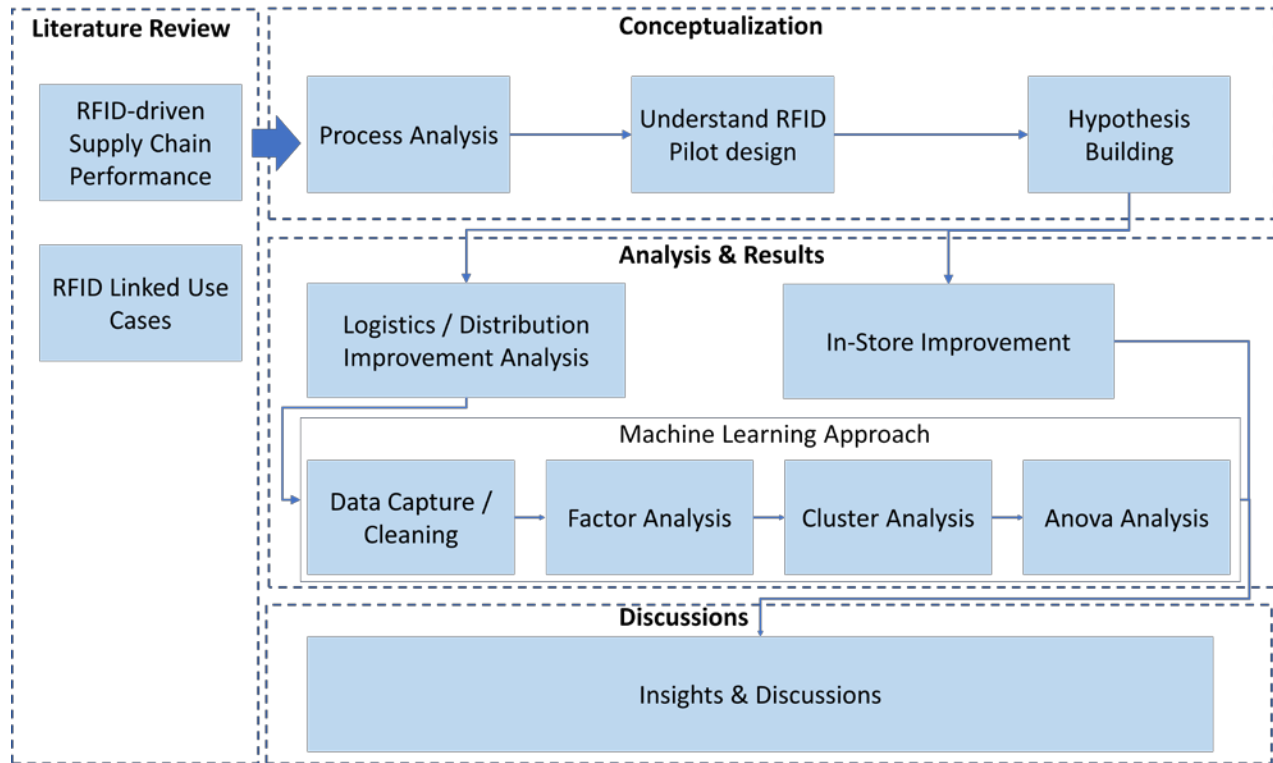 Literature Review
RFID-driven
Supply Chain
Performance
RFID Linked Use
Cases
Conceptualization
Process Analysis
Understand RFID
Pilot design
Hypothesis
Building
Analysis & Results
Logistics / Distribution
Improvement Analysis
In-Store Improvement
Machine Learning Approach
Data Capture /
Cleaning
Factor Analysis
Cluster Analysis
Anova Analysis
Discussions
Insights & Discussions